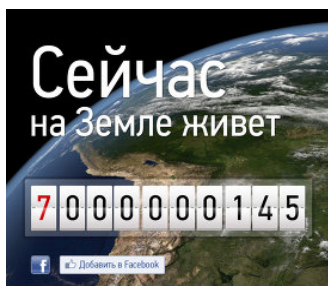 Сейчас
на Земле живет
7000000145
f Добавить в Facebook